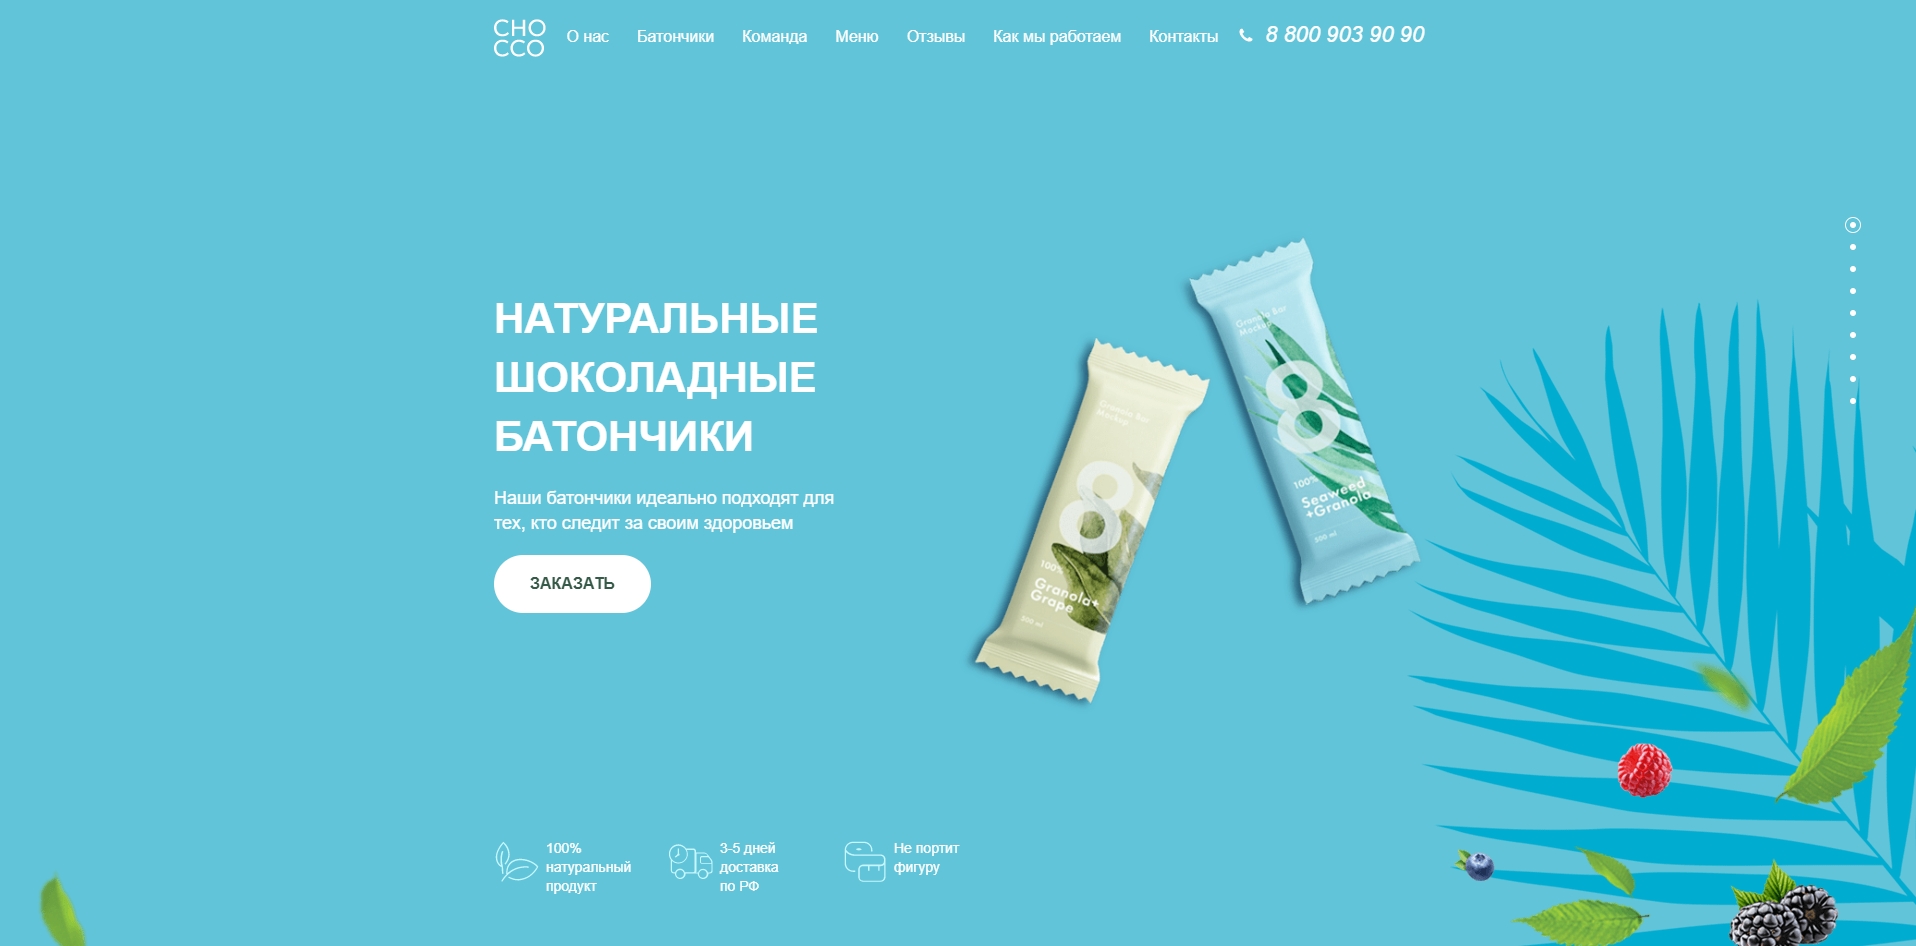 CHO
CCO
О нас
Батончики
Команда
Меню
Отзывы
Как мы работаем
Контакты
8 800 903 90 90
НАТУРАЛЬНЫЕ
ШОКОЛАДНЫЕ
БАТОНЧИКИ
Наши батончики идеально подходят для
тех, кто следит за своим здоровьем
ЗАКАЗАТЬ
Granola Bar
Mockup
8
100%
Granola+
Grape
500 ml
Granola Bar
Mockup
8
100%
Seaweed
+Granola
500 ml
100%
натуральный
продукт
3-5 дней
доставка
по РФ
Не портит
фигуру